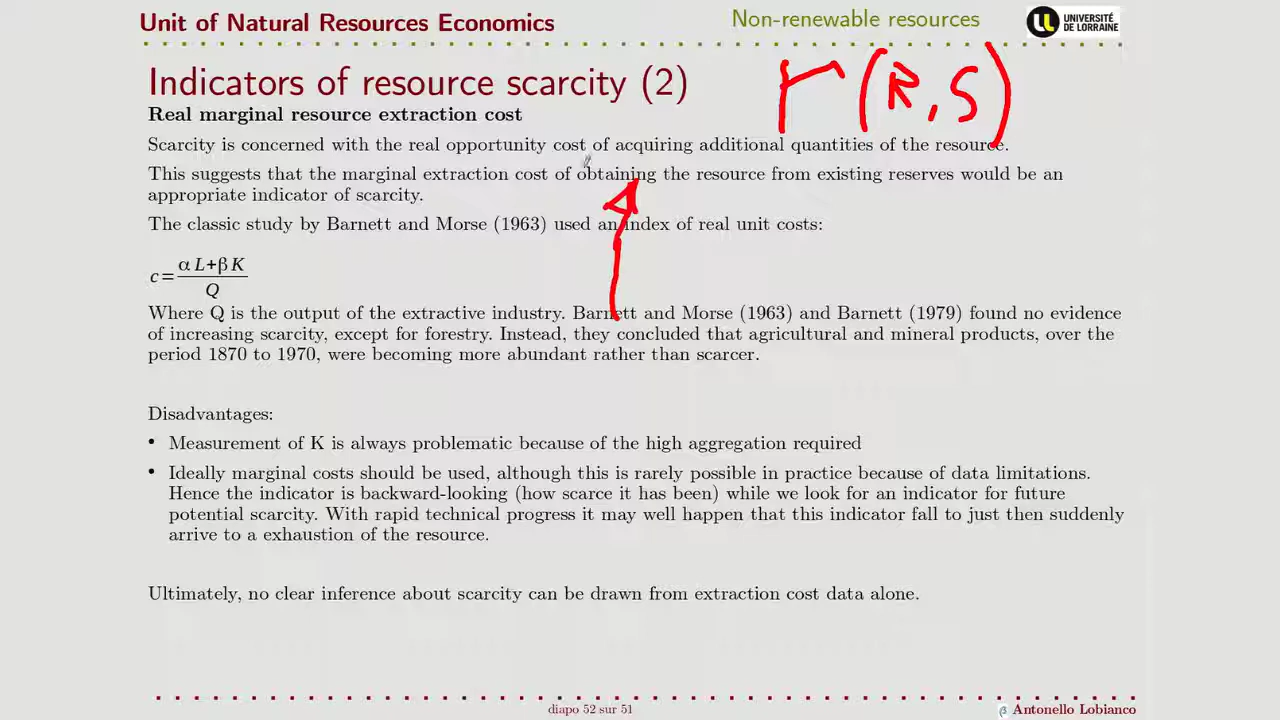 Unit of Natural Resources Economics
Non-renewable resources
UNIVERSITÉ
DE LORRAINE
Indicators of resource scarcity (2)
Γ(R, S)
Real marginal resource extraction cost
Scarcity is concerned with the real opportunity cost of acquiring additional quantities of the resource.
This suggests that the marginal extraction cost of obtaining the resource from existing reserves would be an
appropriate indicator of scarcity.
The classic study by Barnett and Morse (1963) used an index of real unit costs:
c = (α L+β K) / Q
Where Q is the output of the extractive industry. Barnett and Morse (1963) and Barnett (1979) found no evidence
of increasing scarcity, except for forestry. Instead, they concluded that agricultural and mineral products, over the
period 1870 to 1970, were becoming more abundant rather than scarcer.
Disadvantages:
• Measurement of K is always problematic because of the high aggregation required
• Ideally marginal costs should be used, although this is rarely possible in practice because of data limitations.
Hence the indicator is backward-looking (how scarce it has been) while we look for an indicator for future
potential scarcity. With rapid technical progress it may well happen that this indicator fall to just then suddenly
arrive to a exhaustion of the resource.
Ultimately, no clear inference about scarcity can be drawn from extraction cost data alone.
diapo 52 sur 51
β Antonello Lobianco